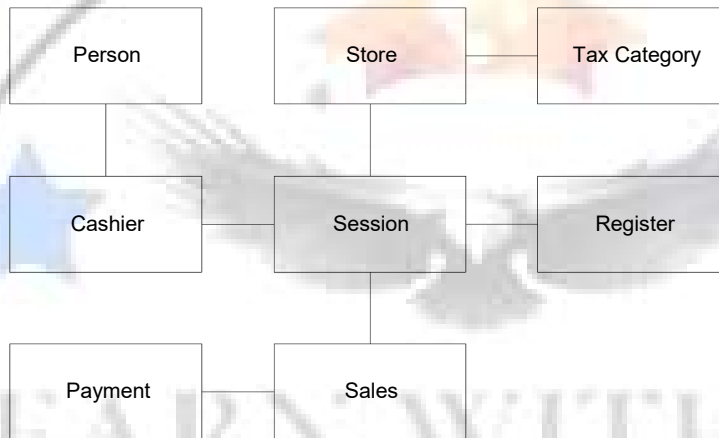 Person
Store
Tax Category
Cashier
Session
Register
Payment
Sales